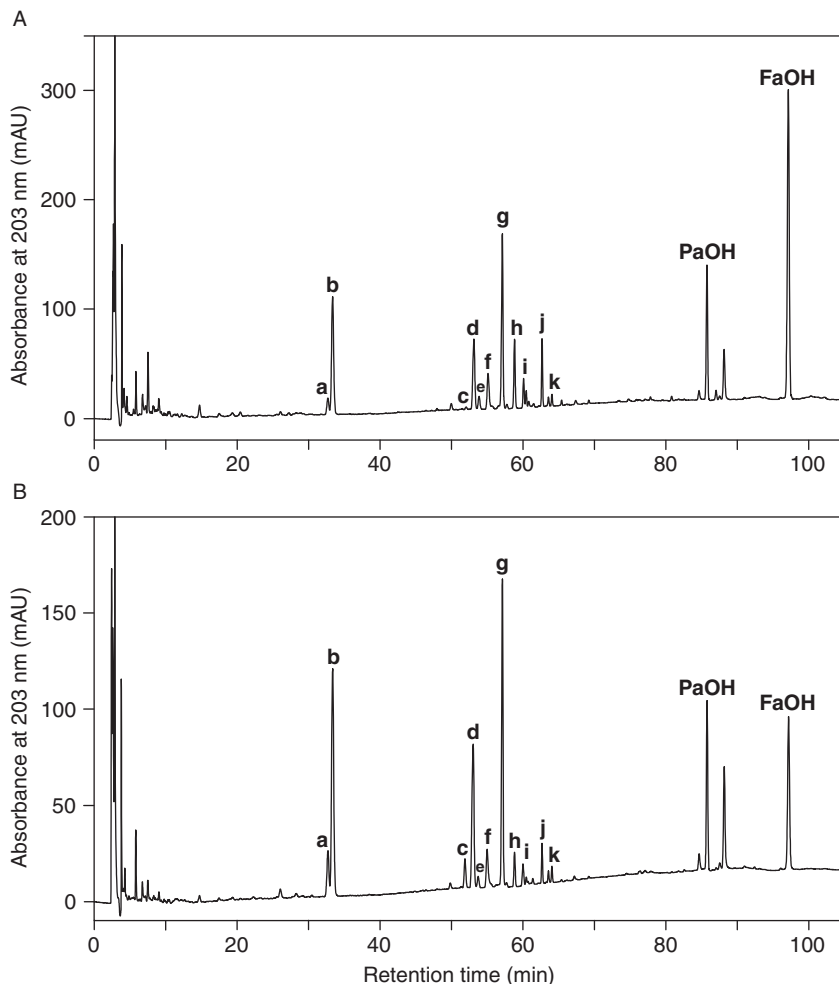 A
Absorbance at 203 nm (mAU)
300
200
100
0
a
b
c
d
e
f
g
h
i
j
k
PaOH
FaOH
0
20
40
60
80
100
B
Absorbance at 203 nm (mAU)
200
150
100
50
0
a
b
c
d
e
f
g
h
i
j
k
PaOH
FaOH
0
20
40
60
80
100
Retention time (min)